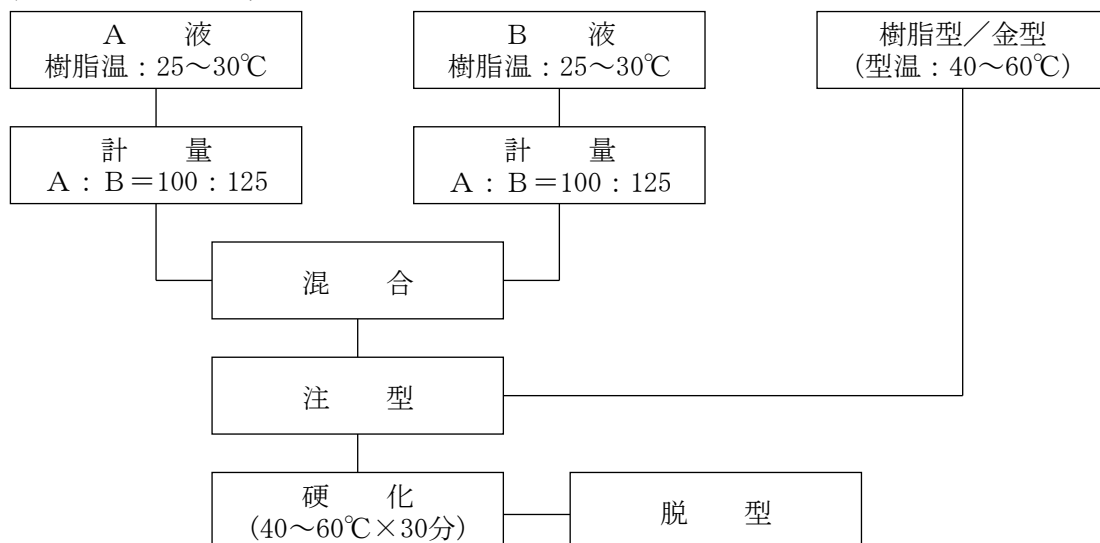 A 液
樹脂温：25～30℃
B 液
樹脂温：25～30℃
樹脂型／金型
(型温：40～60℃)
計 量
A：B＝100：125
計 量
A：B＝100：125
混 合
注 型
硬 化
(40～60℃×30分)
脱 型